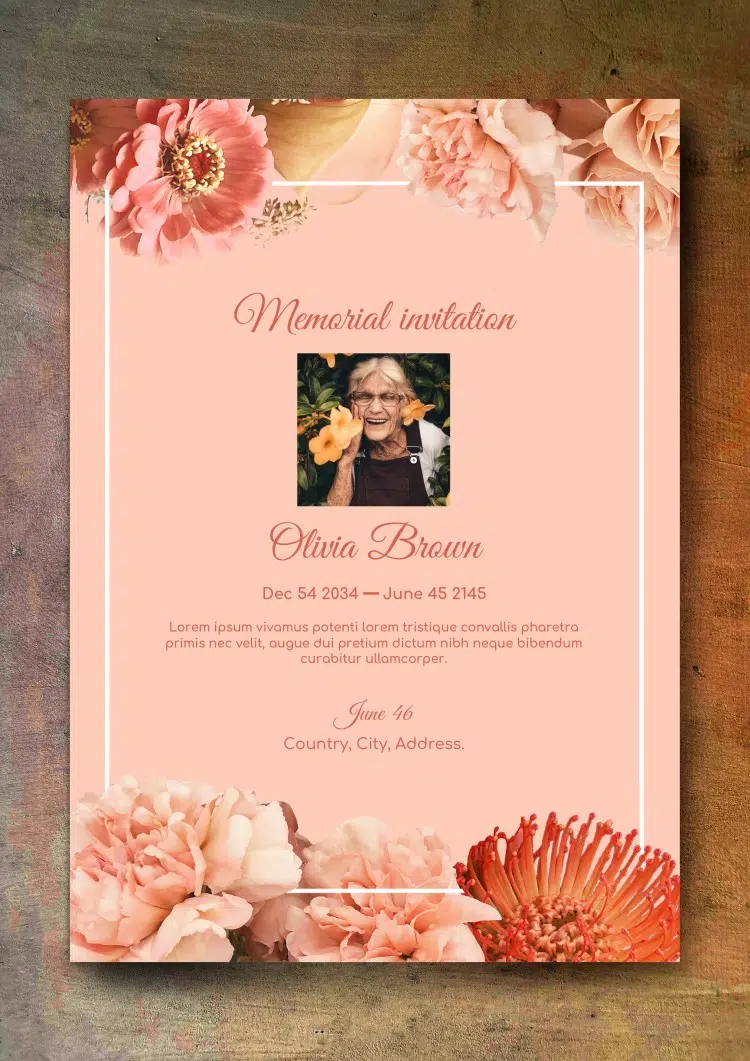 Memorial invitation
Olivia Brown
Dec 54 2034 — June 45 2145
Lorem ipsum vivamus potenti lorem tristique convallis pharetra
primis nec velit, augue dui pretium dictum nibh neque bibendum
curabitur ullamcorper.
June 46
Country, City, Address.